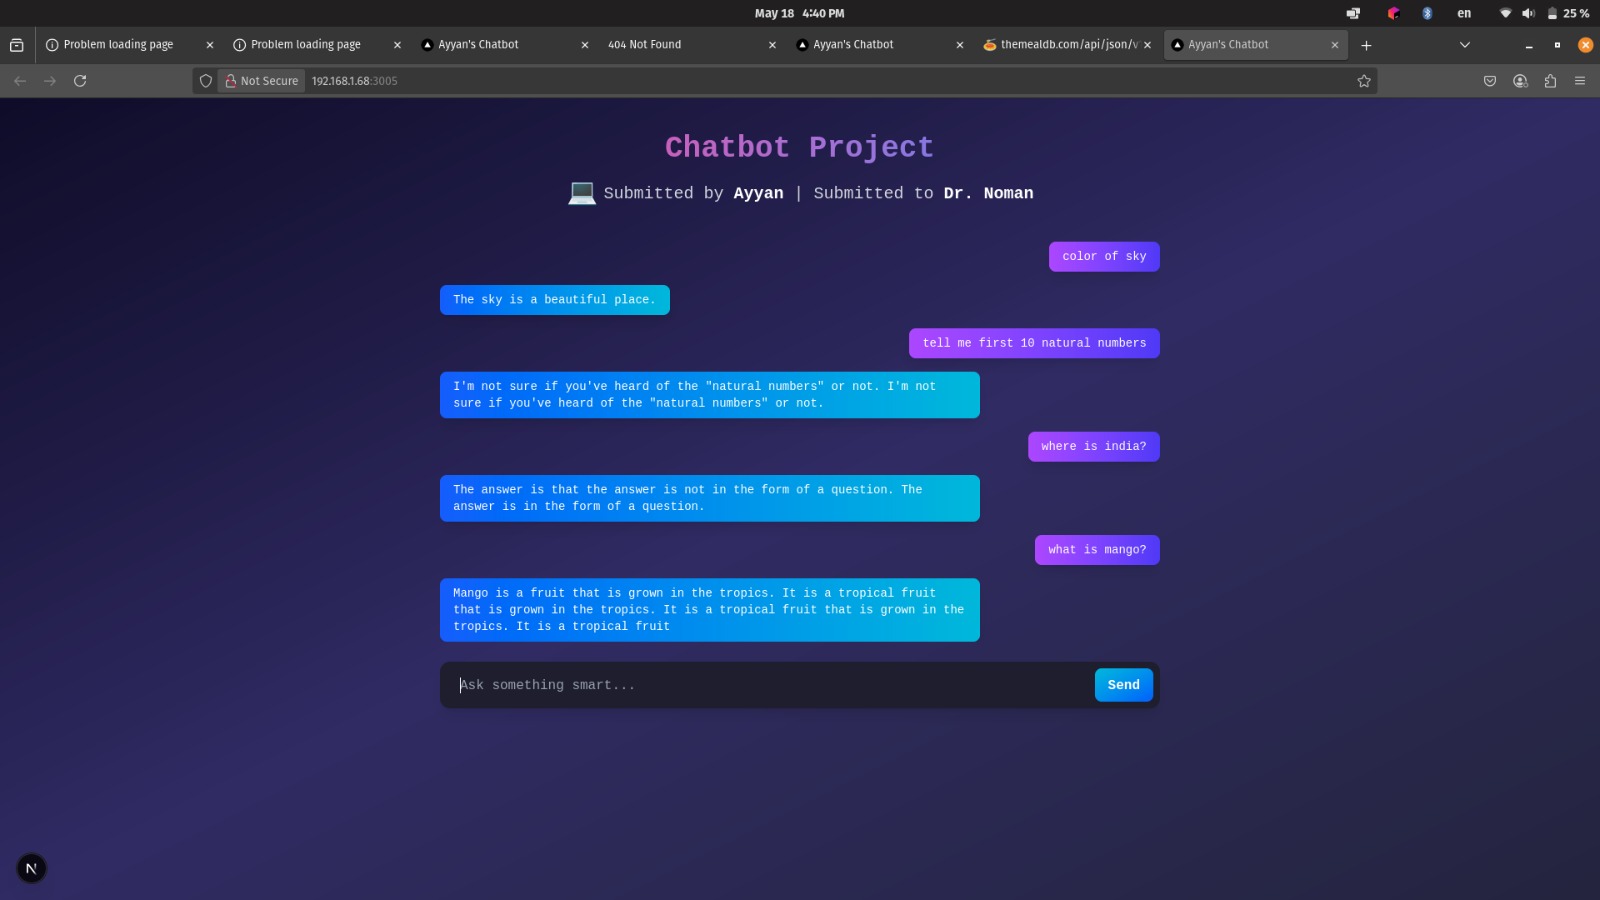 May 18 4:40 PM
en
25 %
Problem loading page
Problem loading page
Ayyan's Chatbot
404 Not Found
Ayyan's Chatbot
themealdb.com/api/json/v
Ayyan's Chatbot
Not Secure
192.168.1.68:3005
Chatbot Project
Submitted by Ayyan | Submitted to Dr. Noman
color of sky
The sky is a beautiful place.
tell me first 10 natural numbers
I'm not sure if you've heard of the "natural numbers" or not. I'm not
sure if you've heard of the "natural numbers" or not.
where is india?
The answer is that the answer is not in the form of a question. The
answer is in the form of a question.
what is mango?
Mango is a fruit that is grown in the tropics. It is a tropical fruit
that is grown in the tropics. It is a tropical fruit that is grown in the
tropics. It is a tropical fruit
Ask something smart...
Send
N